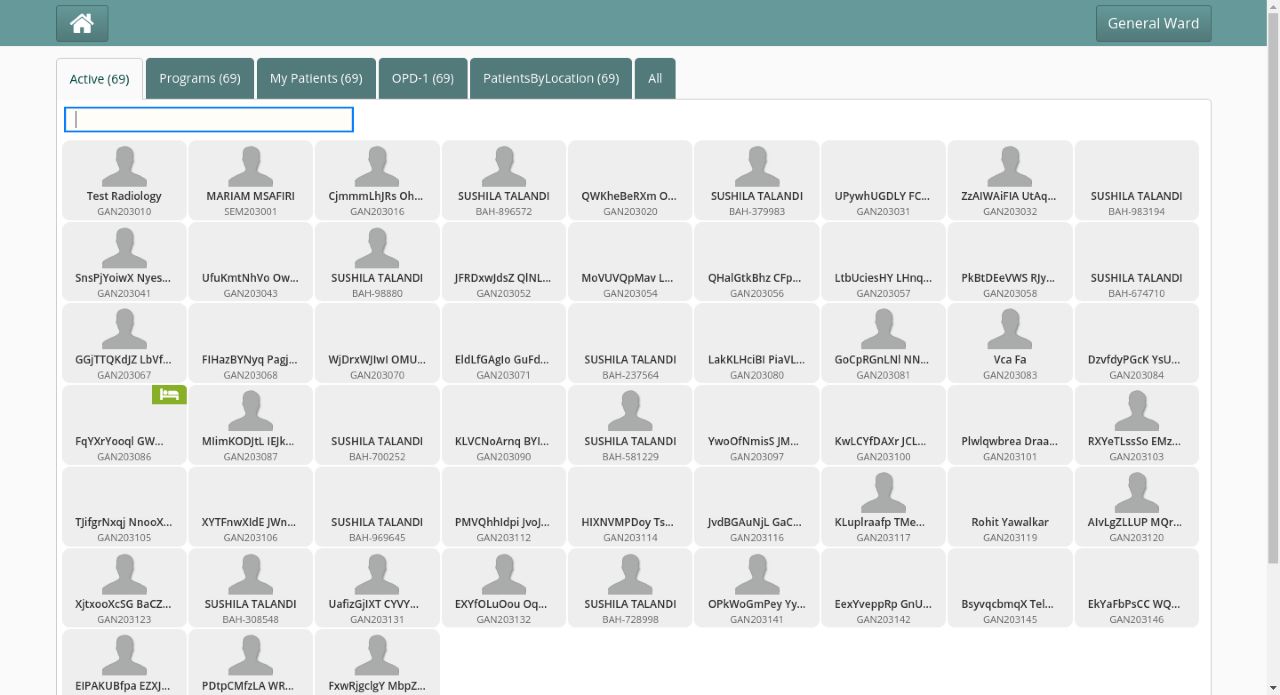 General Ward
Active (69)
Programs (69)
My Patients (69)
OPD-1 (69)
PatientsByLocation (69)
All
Test Radiology
GAN203010
MARIAM MSAFIRI
SEM203001
CjmmmLhJRs Oh...
GAN203016
SUSHILA TALANDI
BAH-896572
QWKheBeRXm O...
GAN203020
SUSHILA TALANDI
BAH-379983
UPywhUGDLY FC...
GAN203031
ZzAIWAiFIA UtAq...
GAN203032
SUSHILA TALANDI
BAH-983194
SnsPjYoiwX Nyes...
GAN203041
UfuKmtNhVo Ow...
GAN203043
SUSHILA TALANDI
BAH-98880
JFRDxwJdsZ QlNL...
GAN203052
MoVUVQpMav L...
GAN203054
QHalGtkBhz CFp...
GAN203056
LtbUciesHY LHnq...
GAN203057
PkBtDEeVWS RJy...
GAN203058
SUSHILA TALANDI
BAH-674710
GGjTTQKdJZ LbVf...
GAN203067
FIHazBYNyq Pagj...
GAN203068
WjDrxWJIwI OMU...
GAN203070
EldLfGAgIo GuFd...
GAN203071
SUSHILA TALANDI
BAH-237564
LakKLHciBI PiaVL...
GAN203080
GoCpRGnLNl NN...
GAN203081
Vca Fa
GAN203083
DzvfdyPGcK YsU...
GAN203084
FqYXrYooql GW...
GAN203086
MIimKODJtL IEJk...
GAN203087
SUSHILA TALANDI
BAH-700252
KLVCNoArnq BYI...
GAN203090
SUSHILA TALANDI
BAH-581229
YwoOfNmisS JM...
GAN203097
KwLCYfDAXr JCL...
GAN203100
Plwlqwbrea Draa...
GAN203101
RXYeTLssSo EMz...
GAN203103
TJifgrNxqj NnooX...
GAN203105
XYTFnwXIdE JWn...
GAN203106
SUSHILA TALANDI
BAH-969645
PMVQhhIdpi JvoJ...
GAN203112
HIXNVMPDoy Ts...
GAN203114
JvdBGAuNjL GaC...
GAN203116
KLuplraafp TMe...
GAN203117
Rohit Yawalkar
GAN203119
AIvLgZLLUP MQr...
GAN203120
XjtxooXcSG BaCZ...
GAN203123
SUSHILA TALANDI
BAH-308548
UafizGjIXT CYVY...
GAN203131
EXYfOLuOou Oq...
GAN203132
SUSHILA TALANDI
BAH-728998
OPkWoGmPey Yy...
GAN203141
EexYveppRp GnU...
GAN203142
BsyvqcbmqX Tel...
GAN203145
EkYaFbPsCC WQ...
GAN203146
EIPAKUBfpa EZXJ...
PDtpCMfzLA WR...
FxwRjgclgY MbpZ...